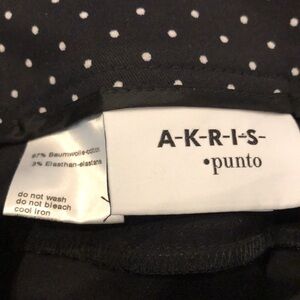 97% Baumwolle-cotton
3% Elasthan-elastane
do not wash
do not bleach
cool iron
A-K-R-I-S-
•punto